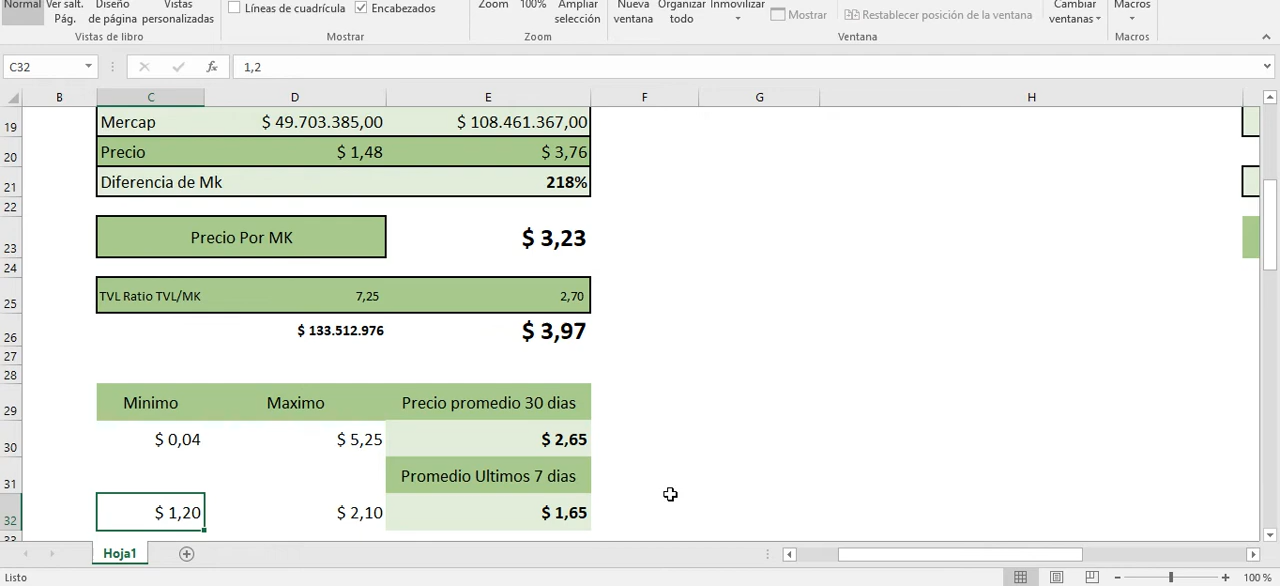 Normal Ver salt. Diseño Vistas Líneas de cuadrícula Encabezados Zoom 100% Ampliar Nueva Organizar Inmovilizar Mostrar Restablecer posición de la ventana Cambiar Macros
Pág. de página personalizadas selección ventana todo ventanas
Vistas de libro Mostrar Zoom Ventana Macros
C32 fx 1,2
B C D E F G H
19 Mercap $ 49.703.385,00 $ 108.461.367,00
20 Precio $ 1,48 $ 3,76
21 Diferencia de Mk 218%
22
23 Precio Por MK $ 3,23
24
25 TVL Ratio TVL/MK 7,25 2,70
26 $ 133.512.976 $ 3,97
27
28
29 Minimo Maximo Precio promedio 30 dias
30 $ 0,04 $ 5,25 $ 2,65
31 Promedio Ultimos 7 dias
32 $ 1,20 $ 2,10 $ 1,65
33
Hoja1
Listo 100 %